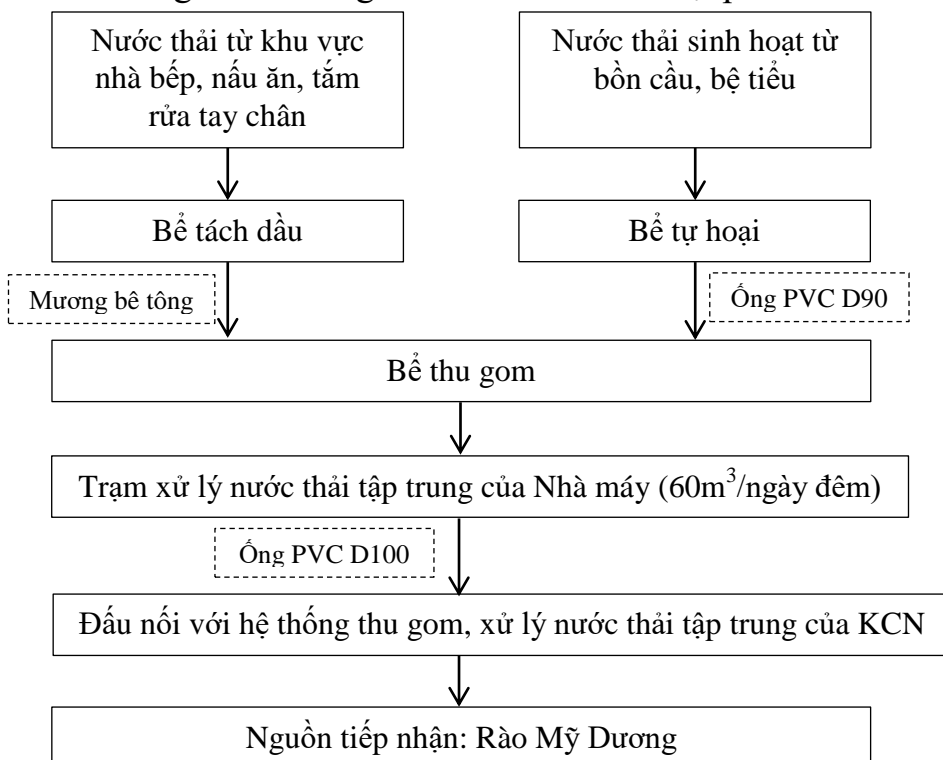 Nước thải từ khu vực
nhà bếp, nấu ăn, tắm
rửa tay chân
Nước thải sinh hoạt từ
bồn cầu, bệ tiểu
Bể tách dầu
Bể tự hoại
Mương bê tông
Ống PVC D90
Bể thu gom
Trạm xử lý nước thải tập trung của Nhà máy (60m³/ngày đêm)
Ống PVC D100
Đấu nối với hệ thống thu gom, xử lý nước thải tập trung của KCN
Nguồn tiếp nhận: Rào Mỹ Dương